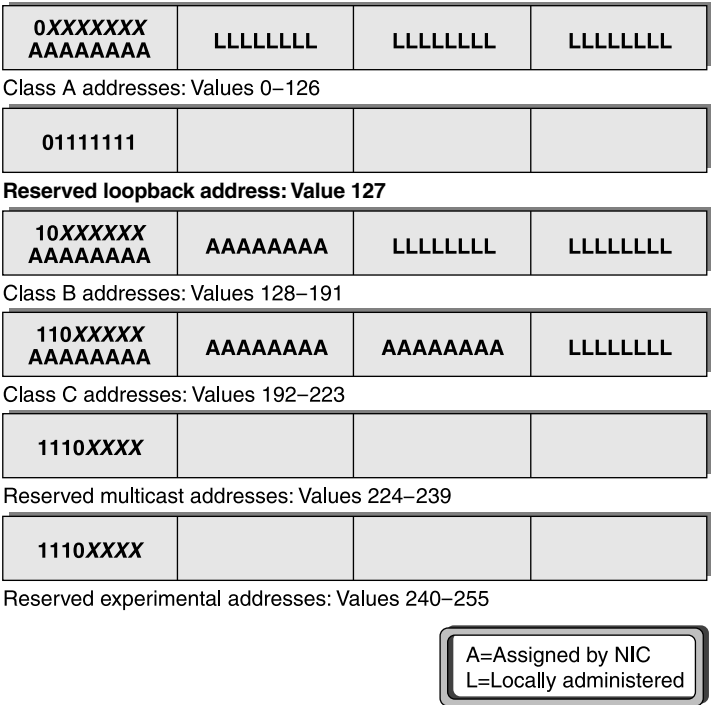 0XXXXXXX
AAAAAAAA LLLLLLLL LLLLLLLL LLLLLLLL
Class A addresses: Values 0–126
01111111
Reserved loopback address: Value 127
10XXXXXX
AAAAAAAA AAAAAAAA LLLLLLLL LLLLLLLL
Class B addresses: Values 128–191
110XXXXX
AAAAAAAA AAAAAAAA AAAAAAAA LLLLLLLL
Class C addresses: Values 192–223
1110XXXX
Reserved multicast addresses: Values 224–239
1110XXXX
Reserved experimental addresses: Values 240–255
A=Assigned by NIC
L=Locally administered